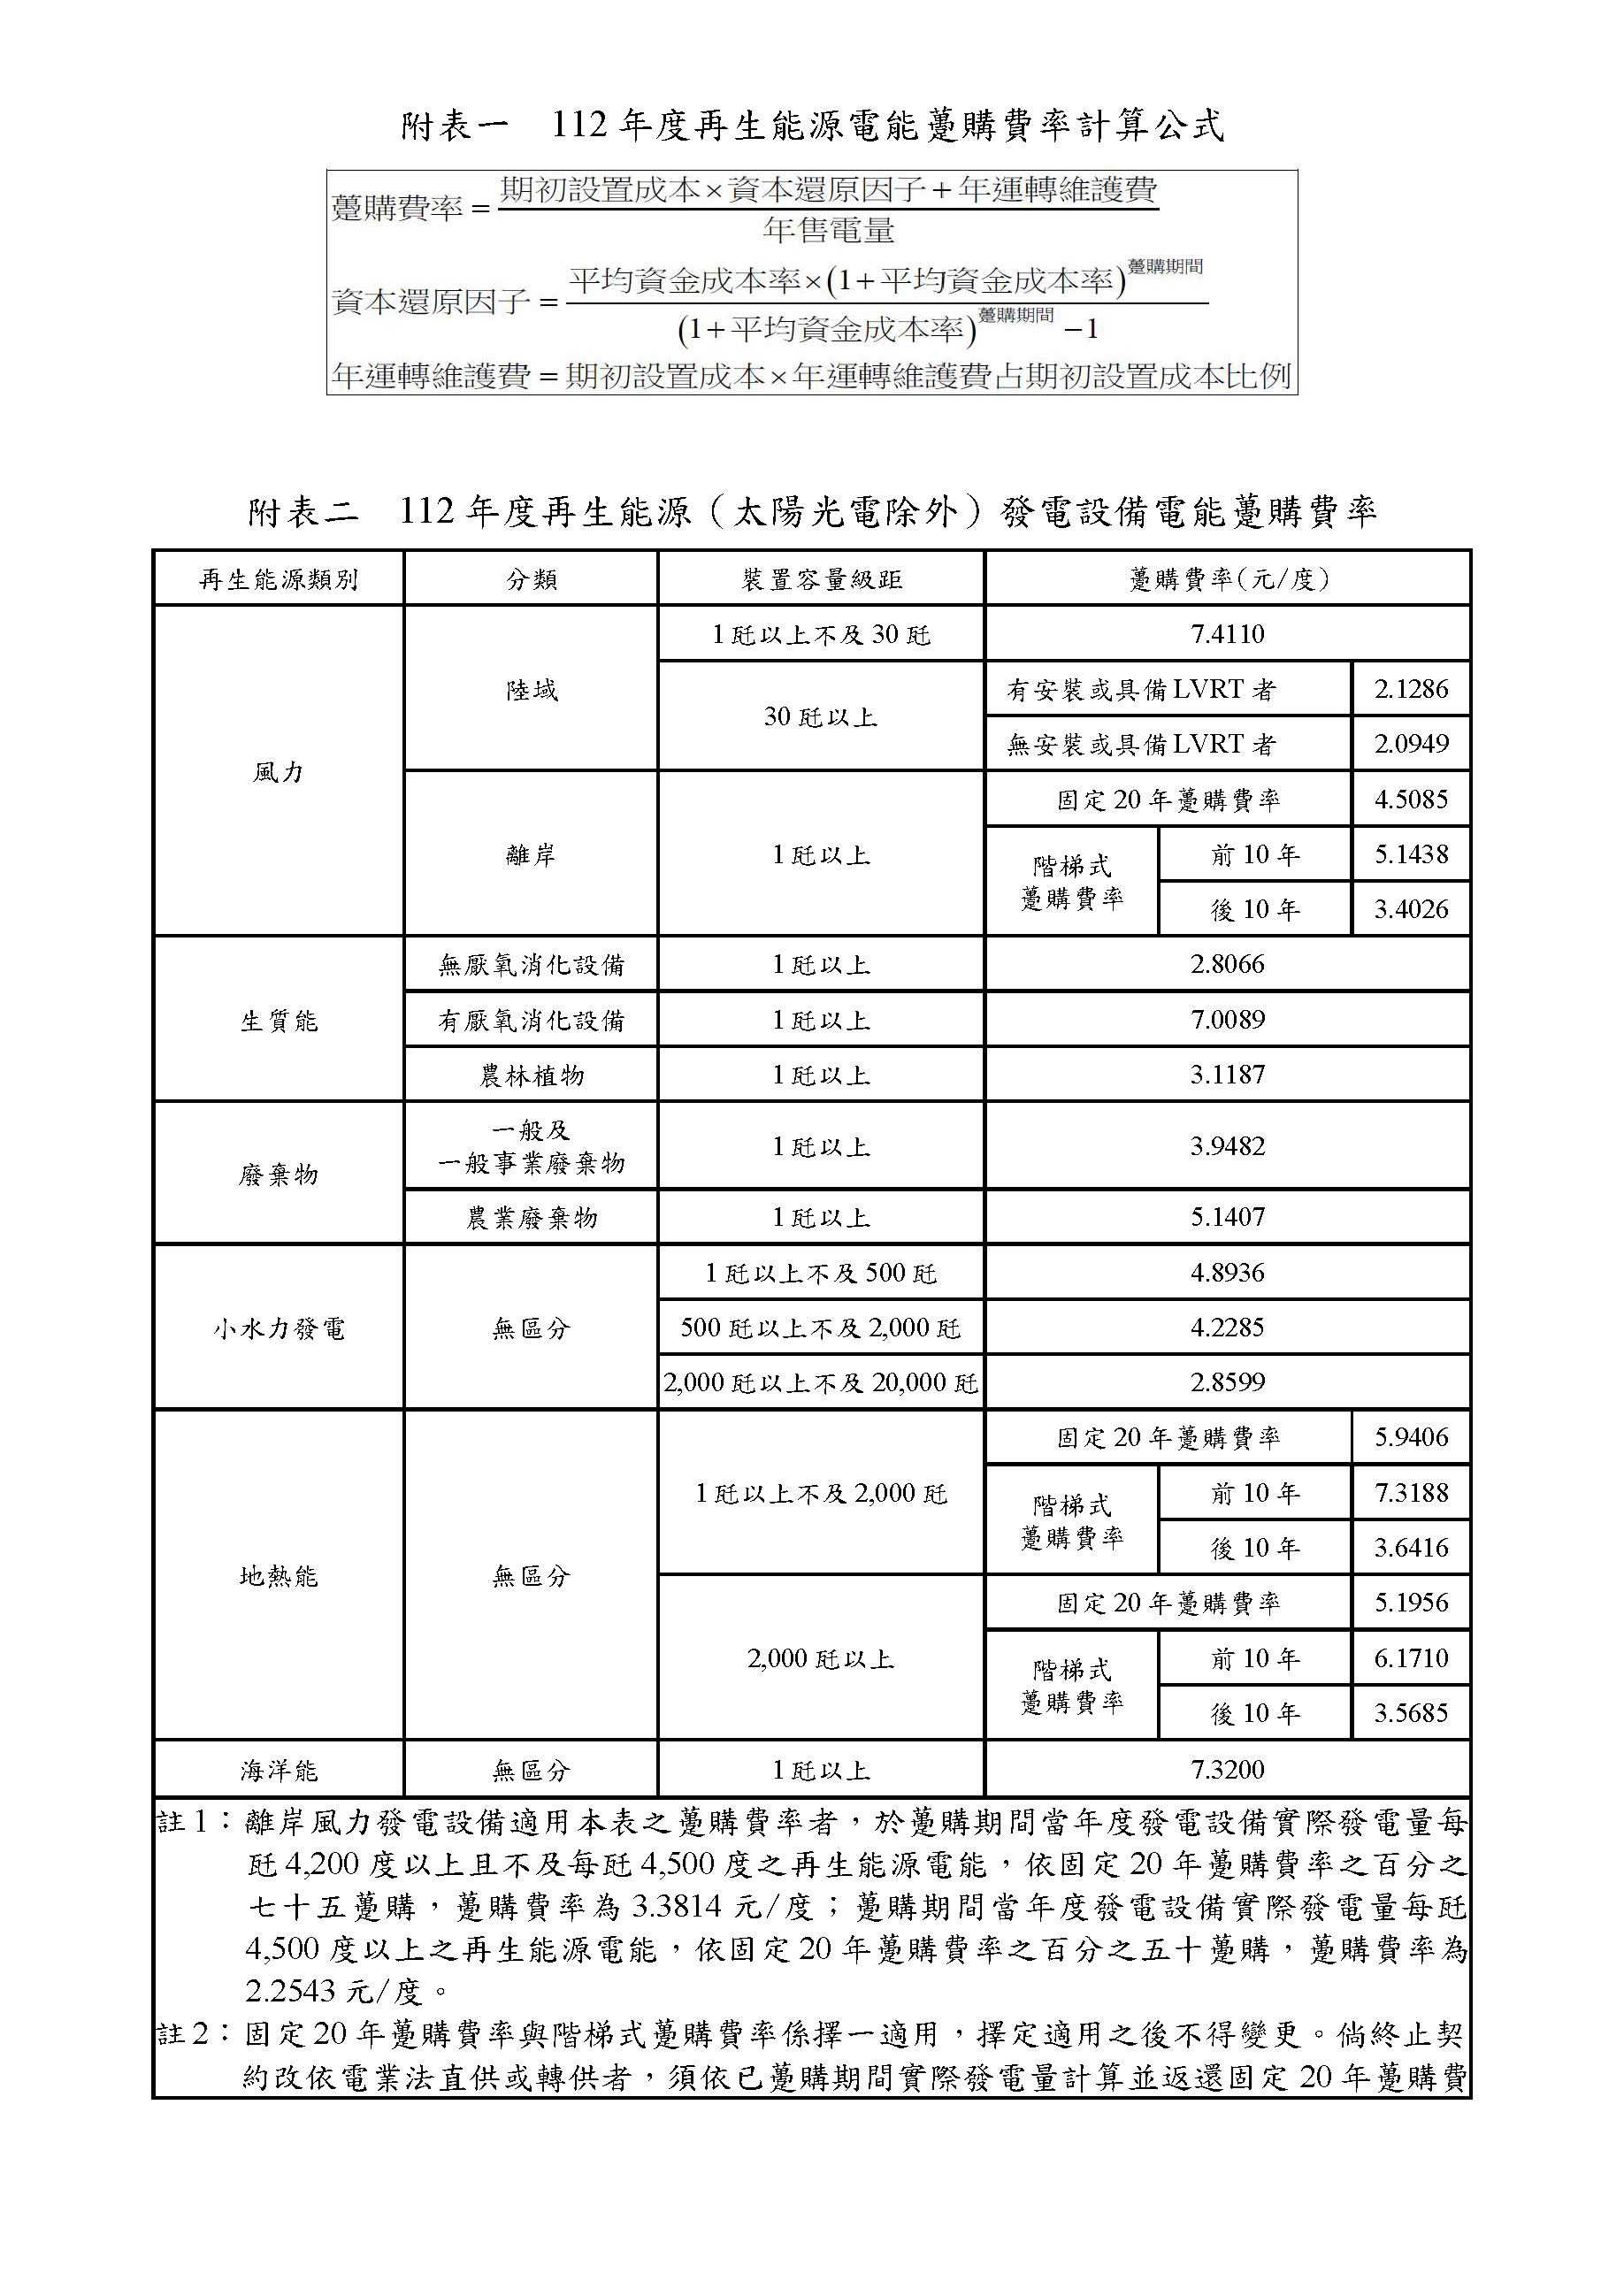 附表一　112 年度再生能源電能躉購費率計算公式
躉購費率 = (期初設置成本×資本還原因子+年運轉維護費) / 年售電量
資本還原因子 = 平均資金成本率×(1+平均資金成本率)^躉購期間 / ((1+平均資金成本率)^躉購期間 −1)
年運轉維護費 = 期初設置成本×年運轉維護費占期初設置成本比例
附表二　112 年度再生能源（太陽光電除外）發電設備電能躉購費率
再生能源類別 分類 裝置容量級距 躉購費率(元/度)
風力
陸域
1 瓩以上不及 30 瓩 7.4110
30 瓩以上
有安裝或具備 LVRT 者 2.1286
無安裝或具備 LVRT 者 2.0949
離岸
1 瓩以上
固定 20 年躉購費率 4.5085
階梯式
躉購費率
前 10 年 5.1438
後 10 年 3.4026
生質能
無厭氧消化設備 1 瓩以上 2.8066
有厭氧消化設備 1 瓩以上 7.0089
農林植物 1 瓩以上 3.1187
廢棄物
一般及
一般事業廢棄物
1 瓩以上 3.9482
農業廢棄物 1 瓩以上 5.1407
小水力發電
無區分
1 瓩以上不及 500 瓩 4.8936
500 瓩以上不及 2,000 瓩 4.2285
2,000 瓩以上不及 20,000 瓩 2.8599
地熱能
無區分
1 瓩以上不及 2,000 瓩
固定 20 年躉購費率 5.9406
階梯式
躉購費率
前 10 年 7.3188
後 10 年 3.6416
2,000 瓩以上
固定 20 年躉購費率 5.1956
階梯式
躉購費率
前 10 年 6.1710
後 10 年 3.5685
海洋能 無區分 1 瓩以上 7.3200
註 1：離岸風力發電設備適用本表之躉購費率者，於躉購期間當年度發電設備實際發電量每
瓩 4,200 度以上且不及每瓩 4,500 度之再生能源電能，依固定 20 年躉購費率之百分之
七十五躉購，躉購費率為 3.3814 元/度；躉購期間當年度發電設備實際發電量每瓩
4,500 度以上之再生能源電能，依固定 20 年躉購費率之百分之五十躉購，躉購費率為
2.2543 元/度。
註 2：固定 20 年躉購費率與階梯式躉購費率係擇一適用，擇定適用之後不得變更。倘終止契
約改依電業法直供或轉供者，須依已躉購期間實際發電量計算並返還固定 20 年躉購費